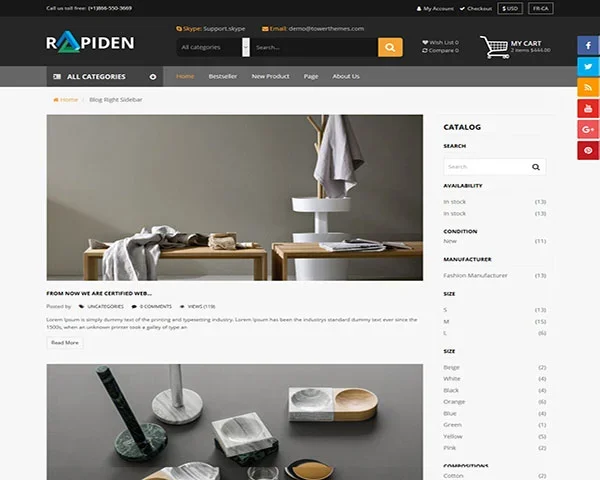 Call us toll free: (+1)866-550-3669
My Account
Checkout
$ USD
FR-CA
RAPIDEN
Skype: Support.skype
Email: demo@towerthemes.com
All categories
Search...
Wish List 0
Compare 0
MY CART
2 items $444.00
ALL CATEGORIES
Home
Bestseller
New Product
Page
About Us
Home
Blog Right Sidebar
FROM NOW WE ARE CERTIFIED WEB...
Posted by
UNCATEGORIES
0 COMMENTS
VIEWS (119)
Lorem Ipsum is simply dummy text of the printing and typesetting industry. Lorem Ipsum has been the industrys standard dummy text ever since the
1500s, when an unknown printer took a galley of type an
Read More
CATALOG
SEARCH
Search
AVAILABILITY
In stock (13)
In stock (13)
CONDITION
New (11)
MANUFACTURER
Fashion Manufacturer (13)
SIZE
S (13)
M (15)
L (6)
SIZE
Beige (2)
White (4)
Black (4)
Orange (6)
Blue (4)
Green (1)
Yellow (5)
Pink (2)
COMPOSITIONS
Cotton (2)